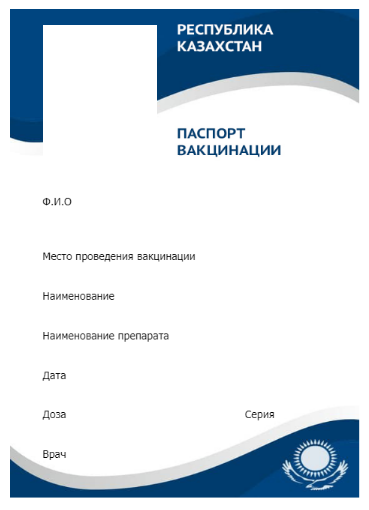 РЕСПУБЛИКА
КАЗАХСТАН
ПАСПОРТ
ВАКЦИНАЦИИ
Ф.И.О
Место проведения вакцинации
Наименование
Наименование препарата
Дата
Доза Серия
Врач